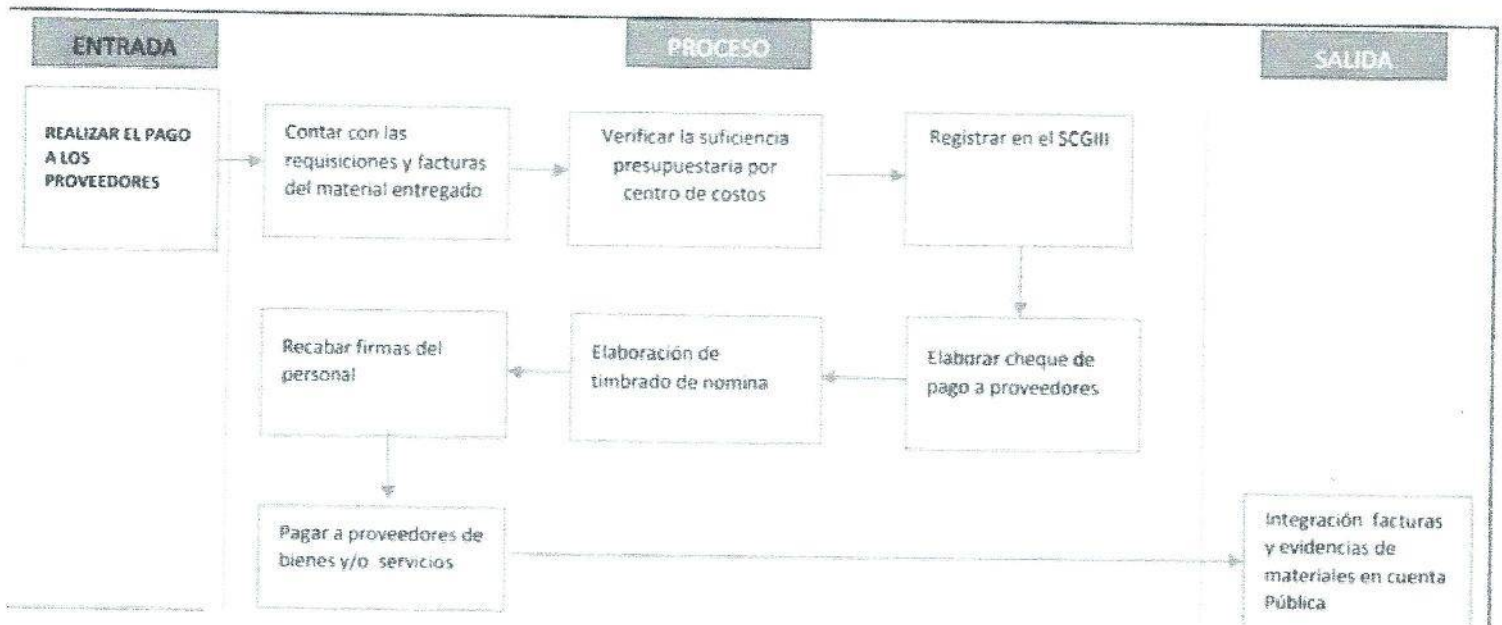 ENTRADA
PROCESO
SALIDA
REALIZAR EL PAGO
A LOS
PROVEEDORES
Contar con las
requisiciones y facturas
del material entregado
Verificar la suficiencia
presupuestaria por
centro de costos
Registrar en el SCGIII
Elaborar cheque de
pago a proveedores
Elaboración de
timbrado de nomina
Recabar firmas del
personal
Pagar a proveedores de
bienes y/o servicios
Integración facturas
y evidencias de
materiales en cuenta
Pública